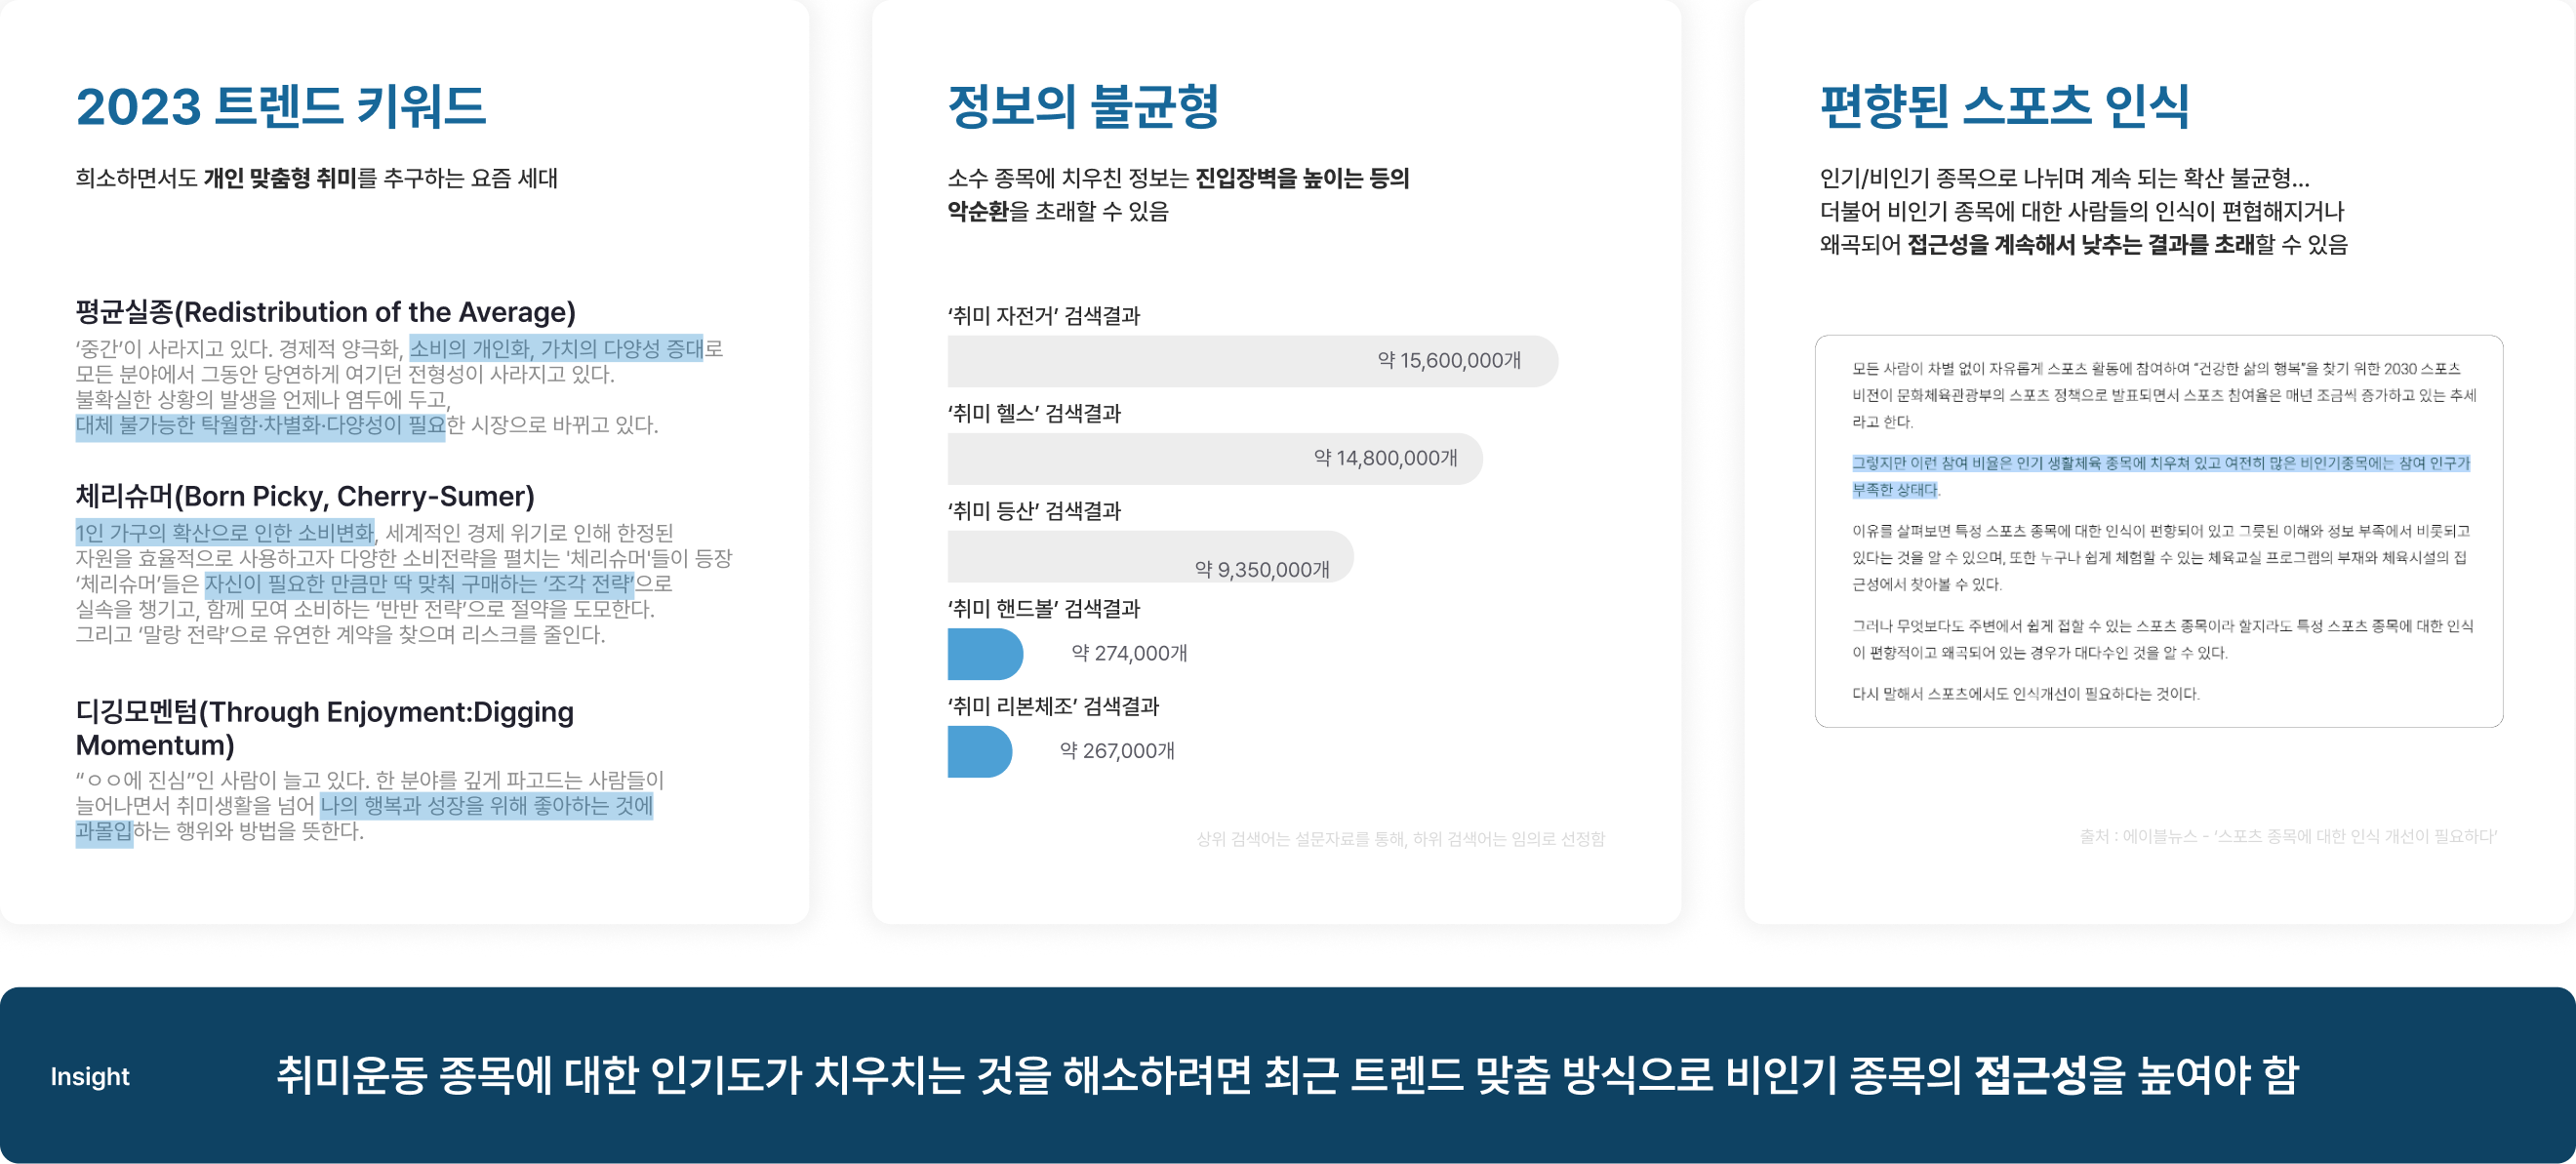 2023 트렌드 키워드
희소하면서도 개인 맞춤형 취미를 추구하는 요즘 세대
평균실종(Redistribution of the Average)
‘중간’이 사라지고 있다. 경제적 양극화, 소비의 개인화, 가치의 다양성 증대로
모든 분야에서 그동안 당연하게 여기던 전형성이 사라지고 있다.
불확실한 상황의 발생을 언제나 염두에 두고,
대체 불가능한 탁월함·차별화·다양성이 필요한 시장으로 바뀌고 있다.
체리슈머(Born Picky, Cherry-Sumer)
1인 가구의 확산으로 인한 소비변화, 세계적인 경제 위기로 인해 한정된
자원을 효율적으로 사용하고자 다양한 소비전략을 펼치는 '체리슈머'들이 등장
‘체리슈머’들은 자신이 필요한 만큼만 딱 맞춰 구매하는 ‘조각 전략’으로
실속을 챙기고, 함께 모여 소비하는 ‘반반 전략’으로 절약을 도모한다.
그리고 ‘말랑 전략’으로 유연한 계약을 찾으며 리스크를 줄인다.
디깅모멘텀(Through Enjoyment:Digging
Momentum)
“ㅇㅇ에 진심”인 사람이 늘고 있다. 한 분야를 깊게 파고드는 사람들이
늘어나면서 취미생활을 넘어 나의 행복과 성장을 위해 좋아하는 것에
과몰입하는 행위와 방법을 뜻한다.
정보의 불균형
소수 종목에 치우친 정보는 진입장벽을 높이는 등의
악순환을 초래할 수 있음
‘취미 자전거’ 검색결과
약 15,600,000개
‘취미 헬스’ 검색결과
약 14,800,000개
‘취미 등산’ 검색결과
약 9,350,000개
‘취미 핸드볼’ 검색결과
약 274,000개
‘취미 리본체조’ 검색결과
약 267,000개
상위 검색어는 설문자료를 통해, 하위 검색어는 임의로 선정함
편향된 스포츠 인식
인기/비인기 종목으로 나뉘며 계속 되는 확산 불균형...
더불어 비인기 종목에 대한 사람들의 인식이 편협해지거나
왜곡되어 접근성을 계속해서 낮추는 결과를 초래할 수 있음
모든 사람이 차별 없이 자유롭게 스포츠 활동에 참여하여 “건강한 삶의 행복”을 찾기 위한 2030 스포츠
비전이 문화체육관광부의 스포츠 정책으로 발표되면서 스포츠 참여율은 매년 조금씩 증가하고 있는 추세
라고 한다.
그렇지만 이런 참여 비율은 인기 생활체육 종목에 치우쳐 있고 여전히 많은 비인기종목에는 참여 인구가
부족한 상태다.
이유를 살펴보면 특정 스포츠 종목에 대한 인식이 편향되어 있고 그릇된 이해와 정보 부족에서 비롯되고
있다는 것을 알 수 있으며, 또한 누구나 쉽게 체험할 수 있는 체육교실 프로그램의 부재와 체육시설의 접
근성에서 찾아볼 수 있다.
그러나 무엇보다도 주변에서 쉽게 접할 수 있는 스포츠 종목이라 할지라도 특정 스포츠 종목에 대한 인식
이 편향적이고 왜곡되어 있는 경우가 대다수인 것을 알 수 있다.
다시 말해서 스포츠에서도 인식개선이 필요하다는 것이다.
출처 : 에이블뉴스 - ‘스포츠 종목에 대한 인식 개선이 필요하다’
Insight
취미운동 종목에 대한 인기도가 치우치는 것을 해소하려면 최근 트렌드 맞춤 방식으로 비인기 종목의 접근성을 높여야 함